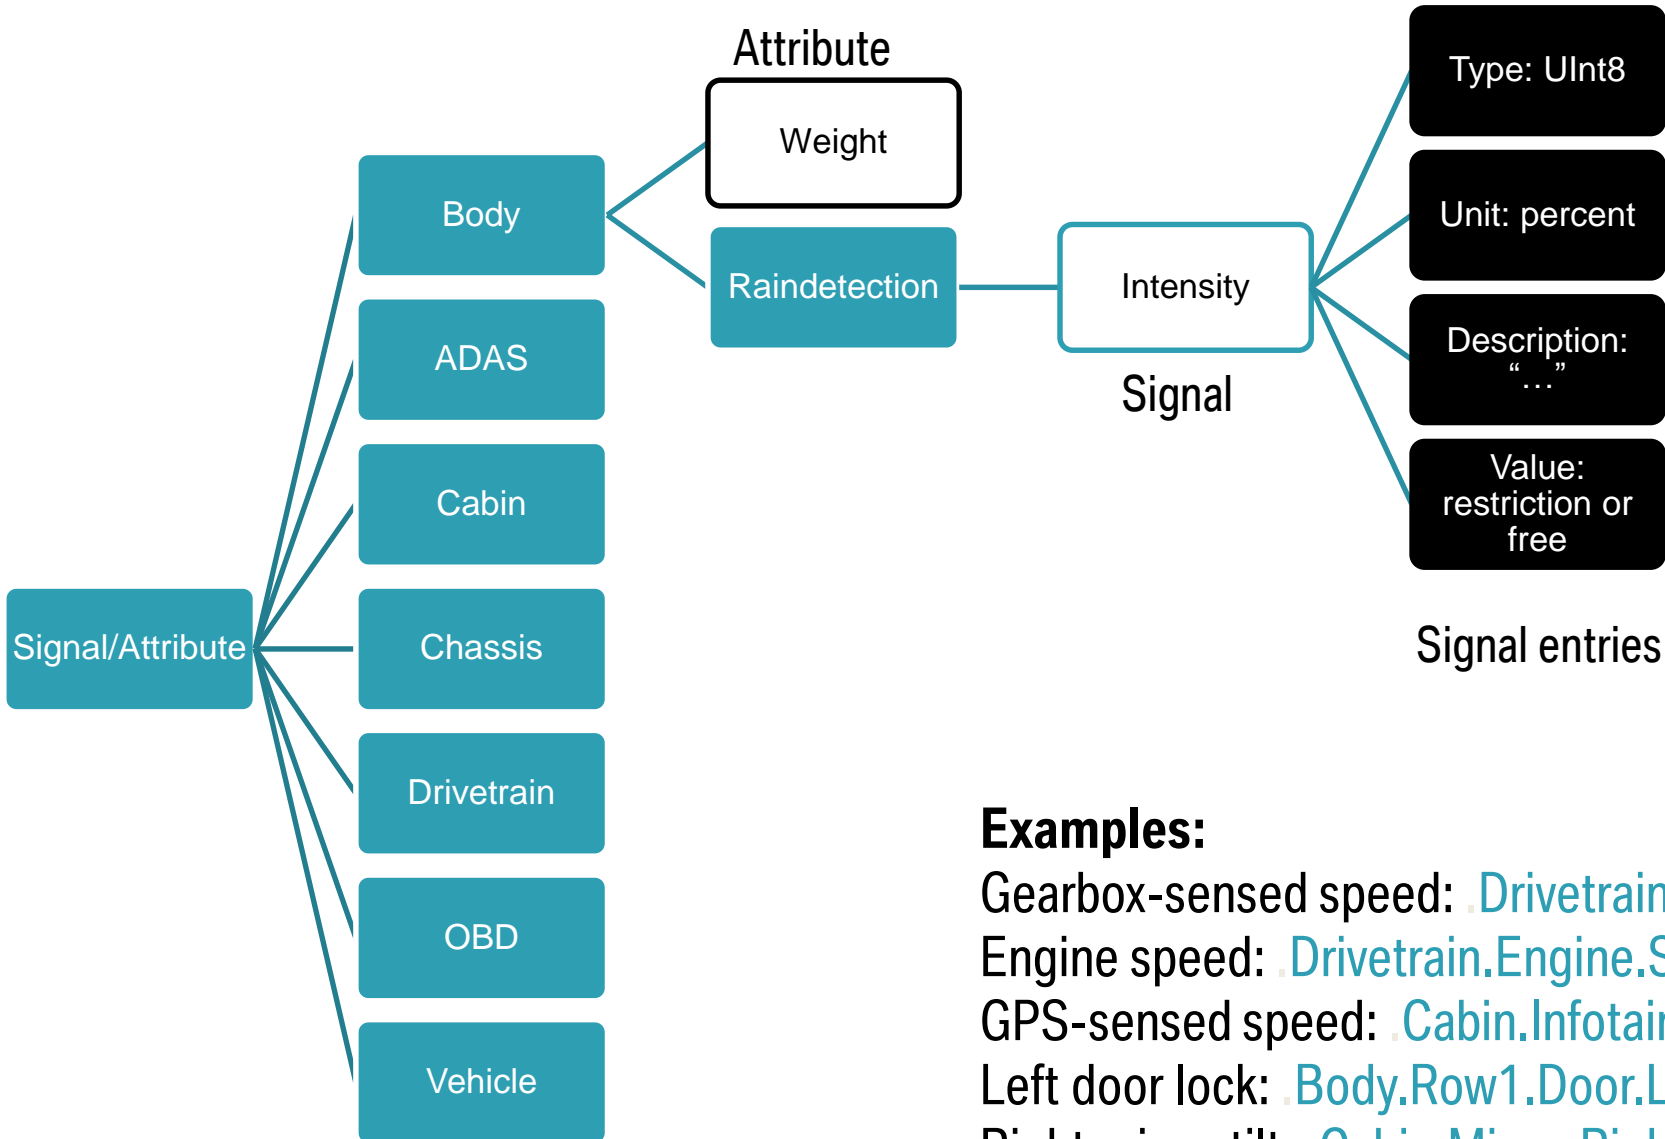 Attribute
Weight
Body
Raindetection
Intensity
Signal
Type: UInt8
Unit: percent
Description:
“…”
Value:
restriction or
free
Signal entries
ADAS
Cabin
Signal/Attribute
Chassis
Drivetrain
OBD
Vehicle
Examples:
Gearbox-sensed speed: .Drivetrain
Engine speed: .Drivetrain.Engine.S
GPS-sensed speed: .Cabin.Infotain
Left door lock: .Body.Row1.Door.L